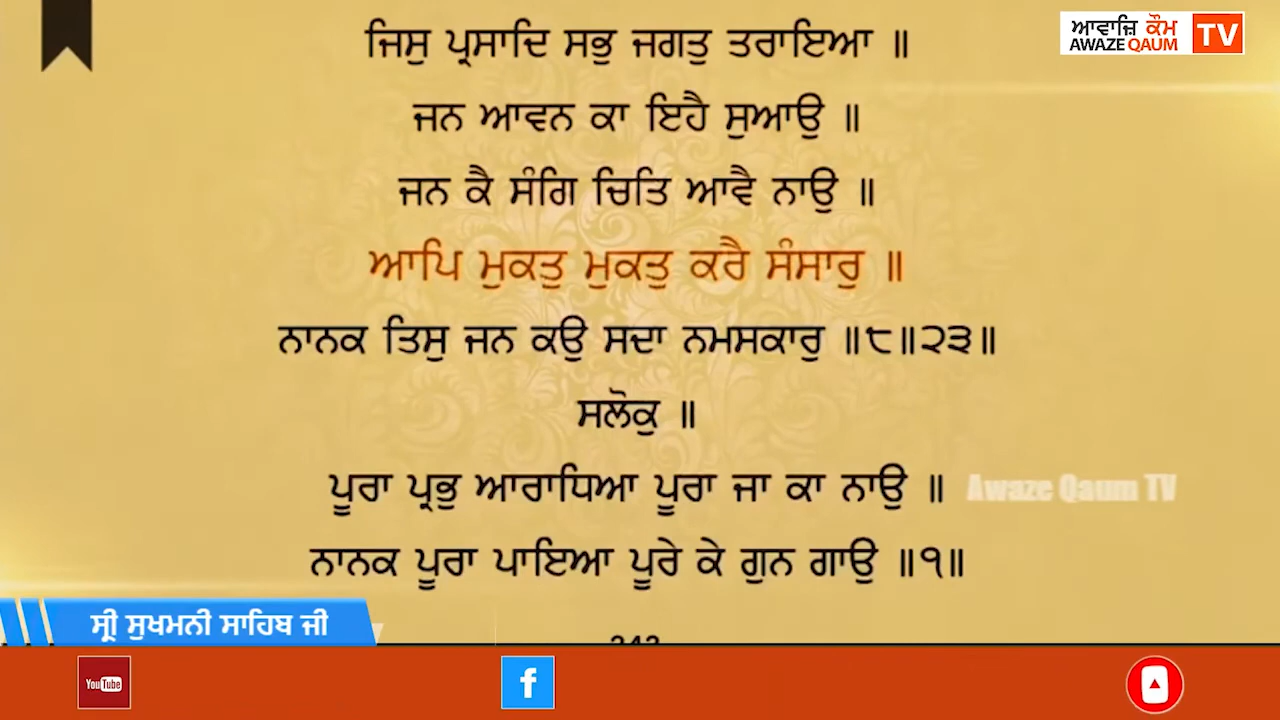 ਆਵਾਜ਼ਿ ਕੌਮ
AWAZE QAUM TV
ਜਿਸੁ ਪ੍ਰਸਾਦਿ ਸਭੁ ਜਗਤੁ ਤਰਾਇਆ ॥
ਜਨ ਆਵਨ ਕਾ ਇਹੈ ਸੁਆਉ ॥
ਜਨ ਕੈ ਸੰਗਿ ਚਿਤਿ ਆਵੈ ਨਾਉ ॥
ਆਪਿ ਮੁਕਤੁ ਮੁਕਤੁ ਕਰੈ ਸੰਸਾਰੁ ॥
ਨਾਨਕ ਤਿਸੁ ਜਨ ਕਉ ਸਦਾ ਨਮਸਕਾਰੁ ॥੮॥੨੩॥
ਸਲੋਕੁ ॥
ਪੂਰਾ ਪ੍ਰਭੁ ਆਰਾਧਿਆ ਪੂਰਾ ਜਾ ਕਾ ਨਾਉ ॥
Awaze Qaum TV
ਨਾਨਕ ਪੂਰਾ ਪਾਇਆ ਪੂਰੇ ਕੇ ਗੁਨ ਗਾਉ ॥੧॥
ਸ੍ਰੀ ਸੁਖਮਨੀ ਸਾਹਿਬ ਜੀ
YouTube
f